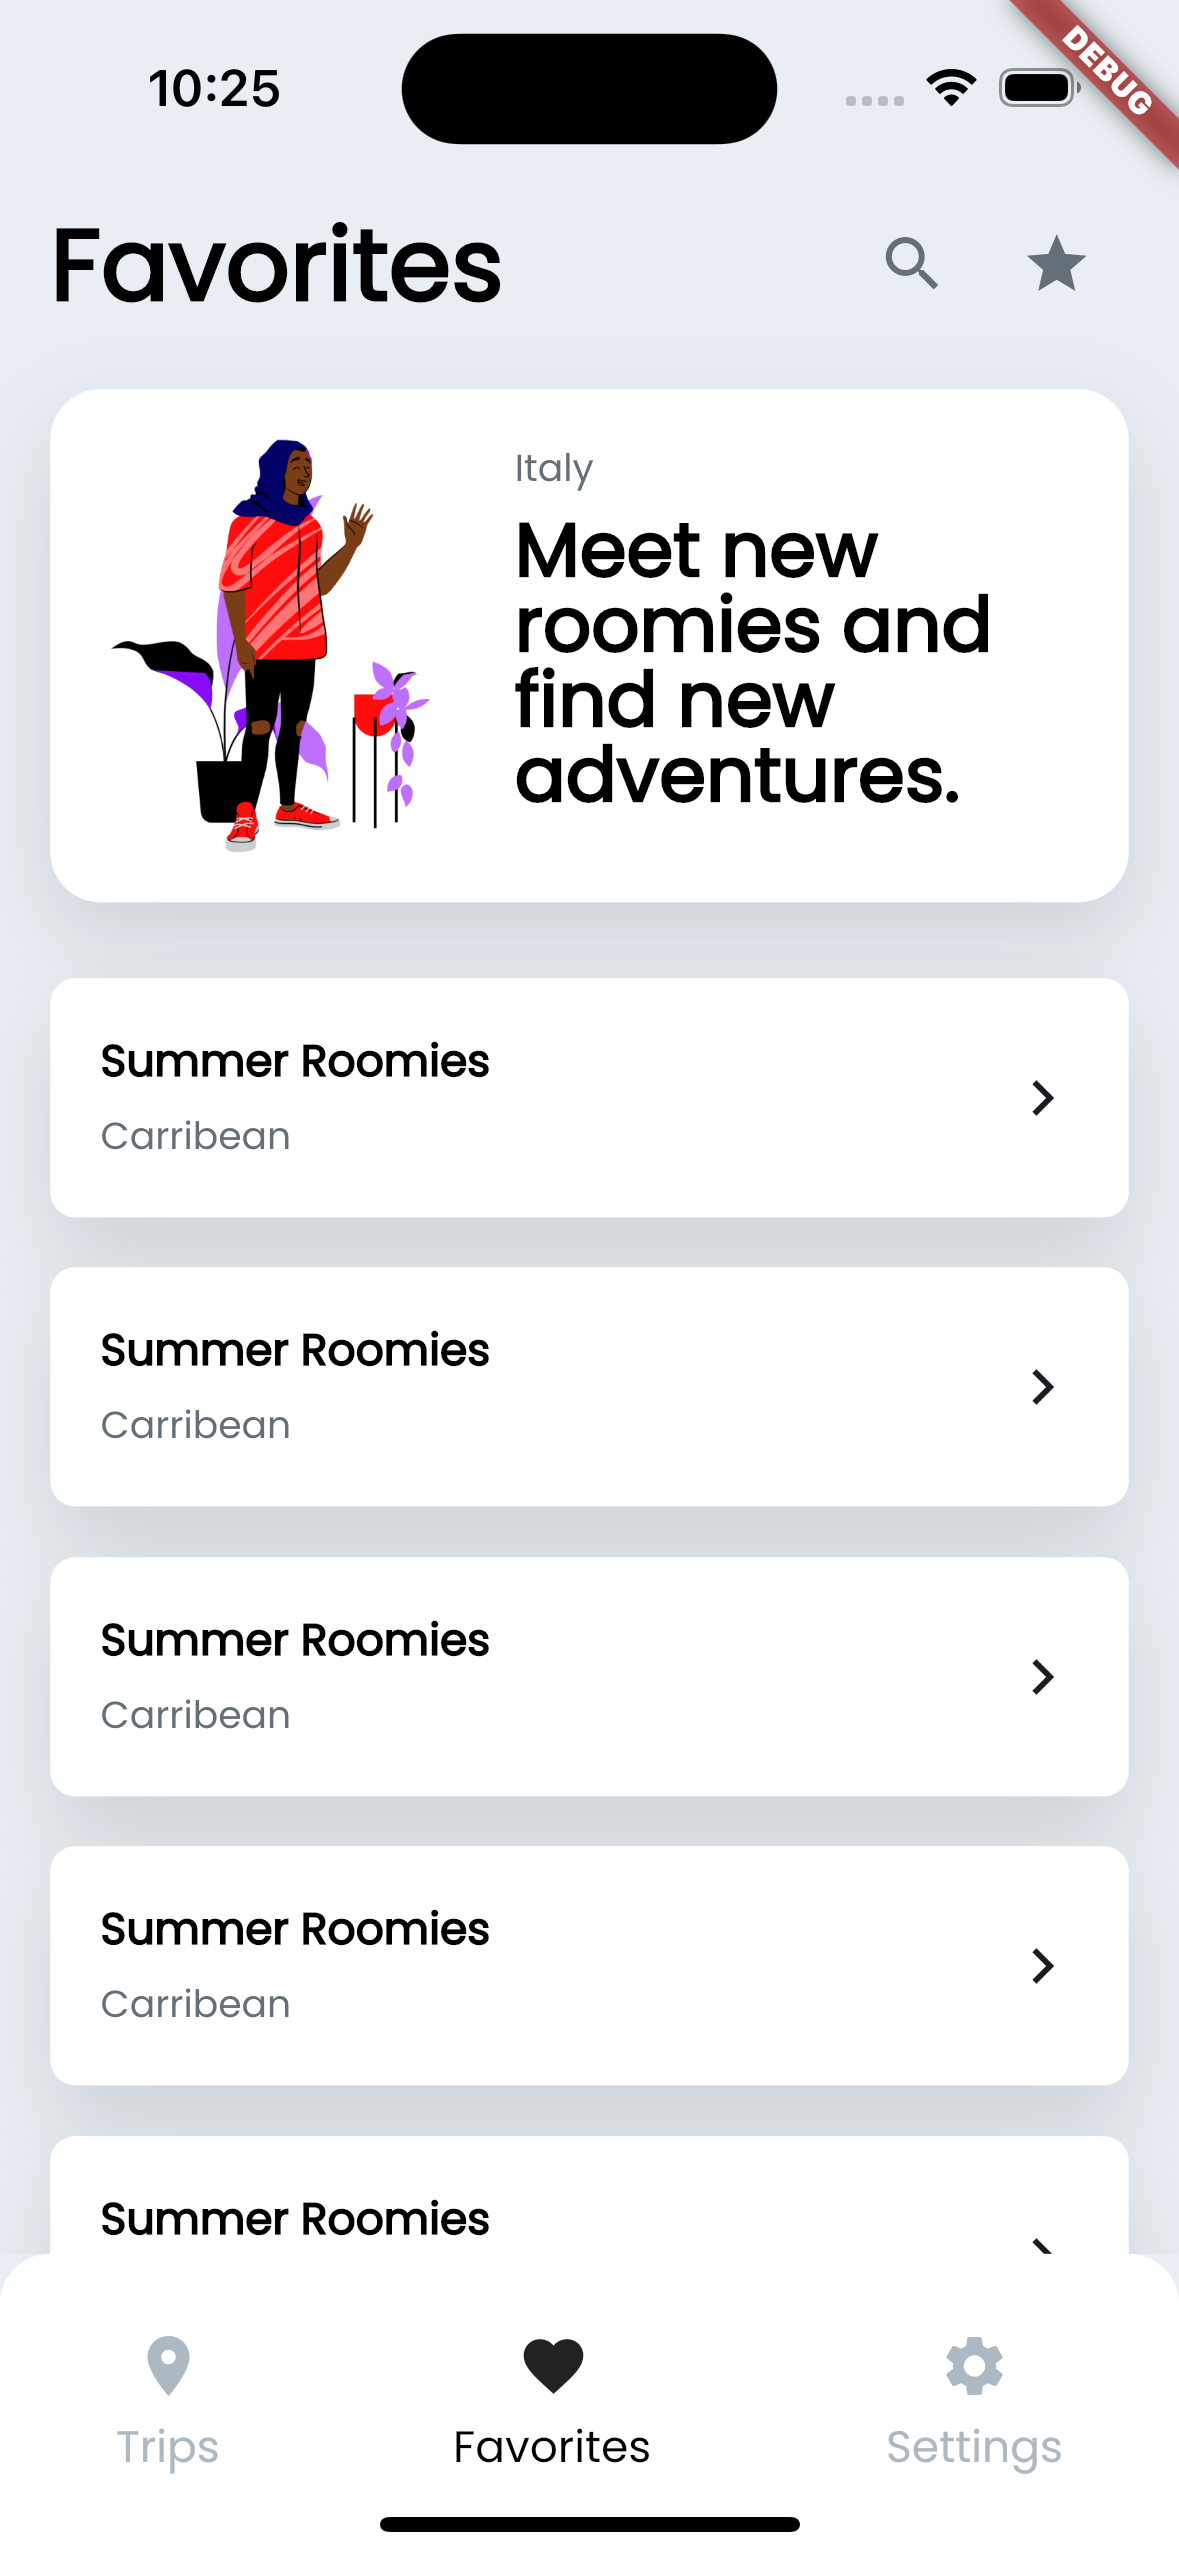 10:25
DEBUG
Favorites
Italy
Meet new
roomies and
find new
adventures.
Summer Roomies
Carribean
Summer Roomies
Carribean
Summer Roomies
Carribean
Summer Roomies
Carribean
Summer Roomies
Trips
Favorites
Settings